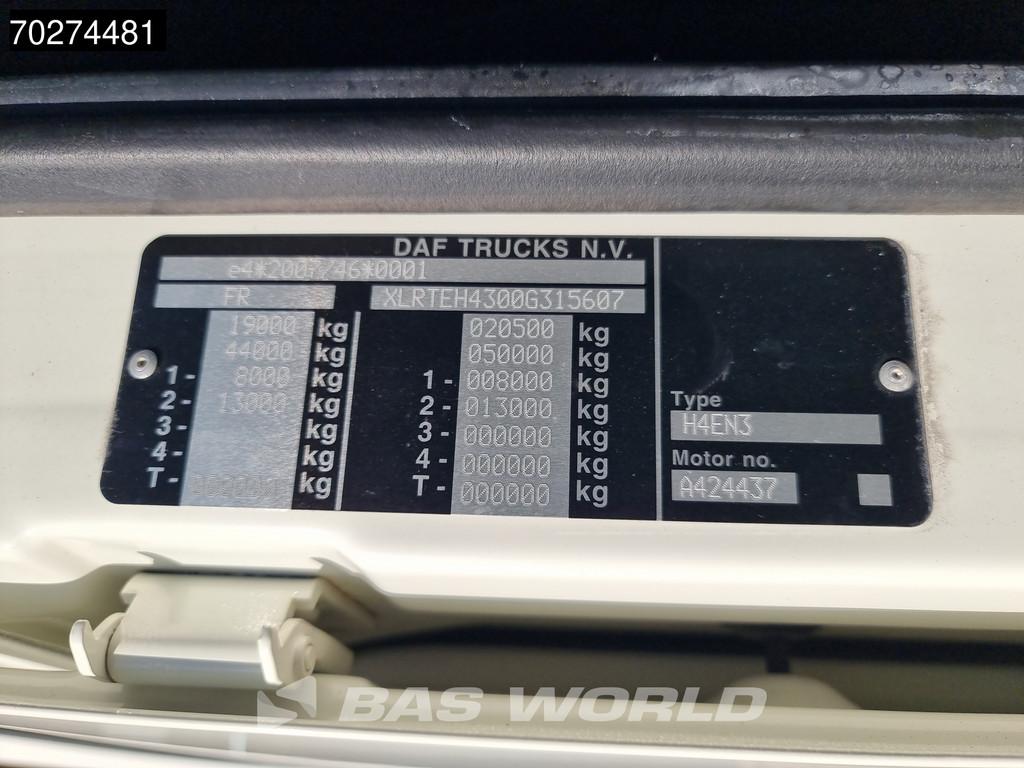 70274481
DAF TRUCKS N.V.
e4*2007/46*0001
FR XLRTEH4300G315607
19000 kg 020500 kg
44000 kg 050000 kg
1- 8000 kg 1- 008000 kg
2- 13000 kg 2- 013000 kg
3- kg 3- 000000 kg
4- kg 4- 000000 kg
T- kg T- 000000 kg
Type
H4EN3
Motor no.
A424437
BAS WORLD